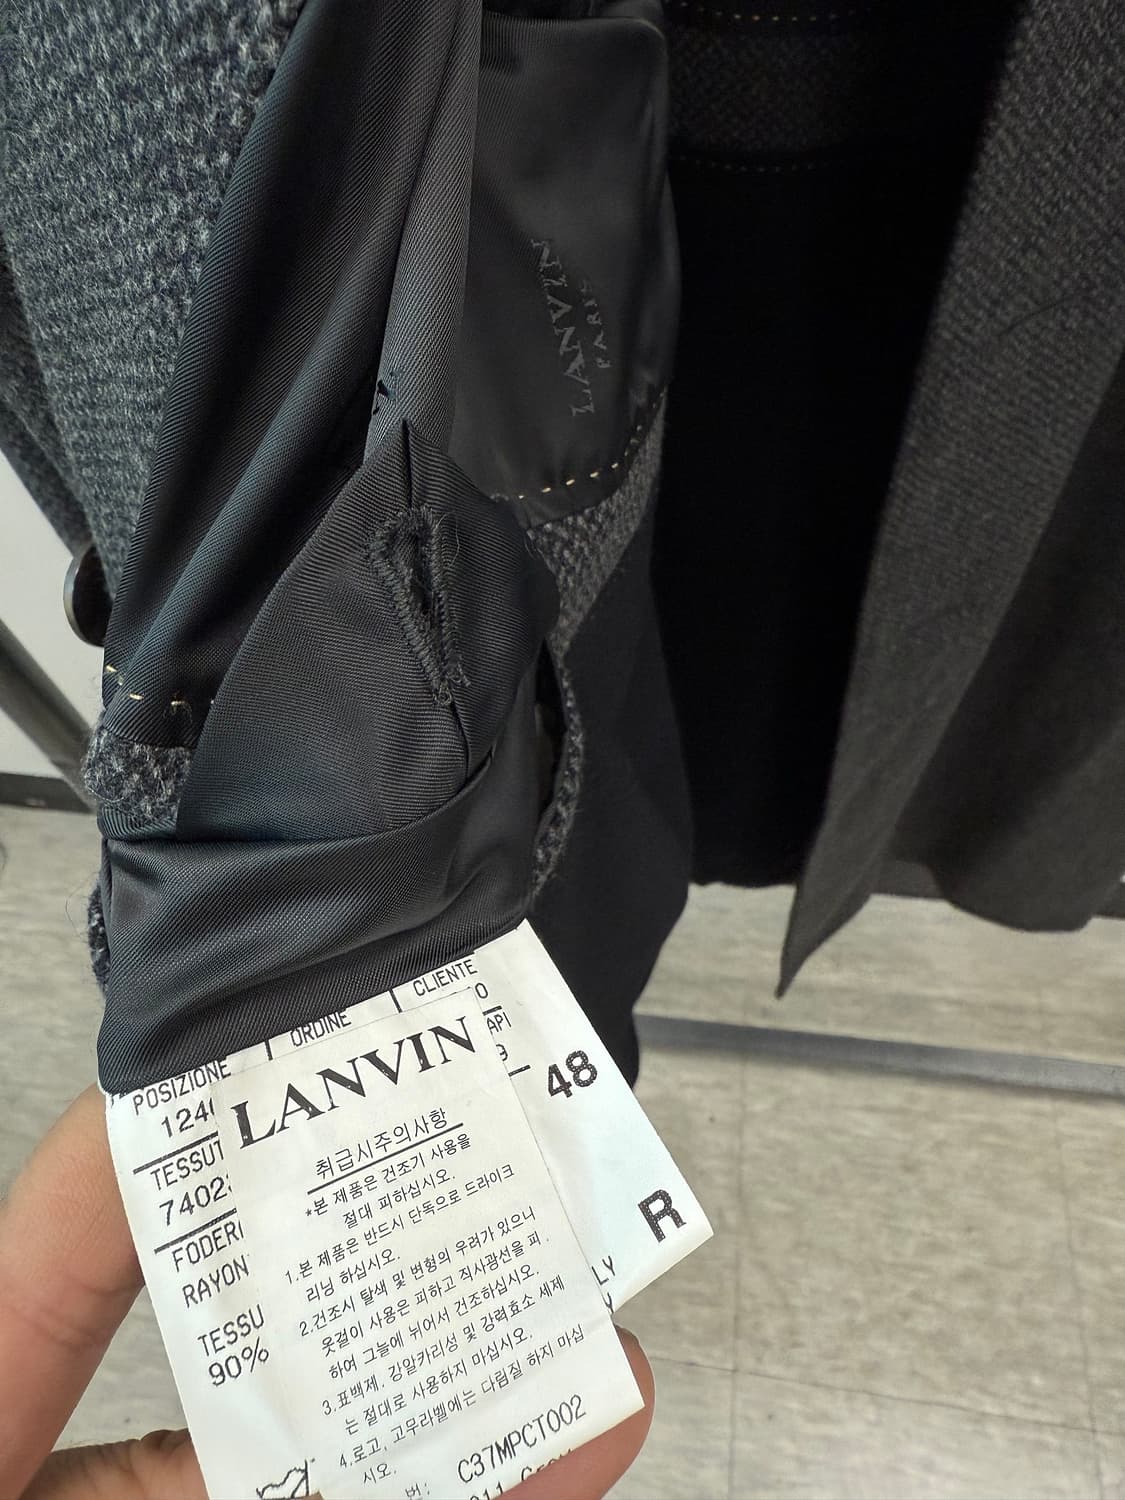 LANVIN
PARIS
POSIZIONE
ORDINE
CLIENTE
124
TESSUT
7402
FODERI
RAYON
TESSU
90%
48
R
LY
LANVIN
취급시주의사항
*본 제품은 건조기 사용을
절대 피하십시오.
1.본 제품은 반드시 단독으로 드라이크
리닝 하십시오.
2.건조시 탈색 및 변형의 우려가 있으니
옷걸이 사용은 피하고 직사광선을 피.
하여 그늘에 뉘어서 건조하십시오.
3.표백제, 강알카리성 및 강력효소 세제
는 절대로 사용하지 마십시오.
4.로고, 고무라벨에는 다림질 하지 마십
시오.
번:
C37MPCT002